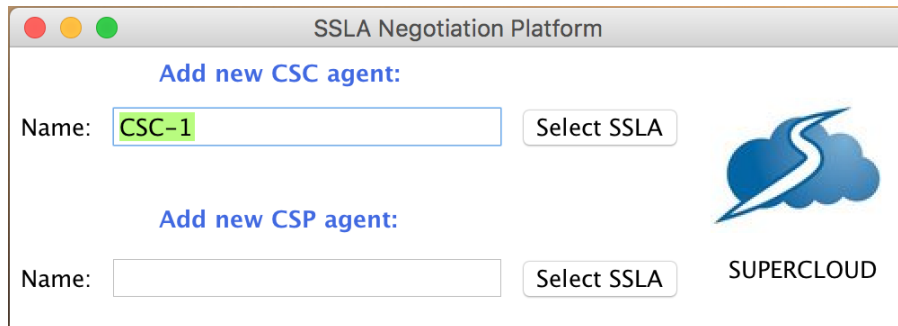 SSLA Negotiation Platform
Add new CSC agent:
Name: CSC-1 Select SSLA
Add new CSP agent:
Name: Select SSLA
SUPERCLOUD